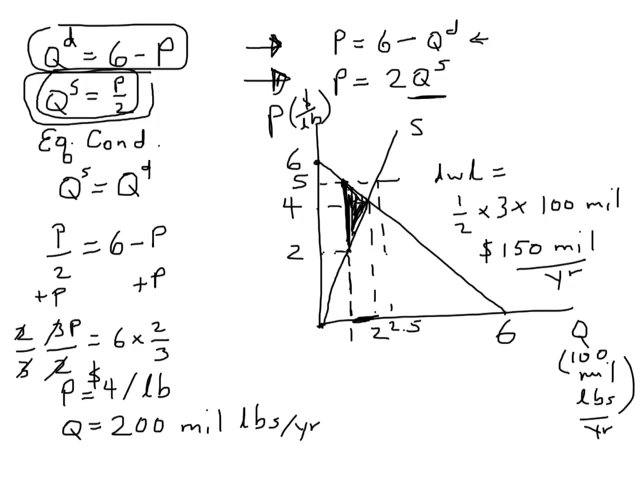 Q^d = 6 - P
→ P = 6 - Q^d ←
Q^s = P/2
→ P = 2Q^s
Eq. Cond.
Q^s = Q^d
P/2 = 6 - P
+P +P
2/3 3P/2 = 6 × 2/3
P = $4/lb
Q = 200 mil lbs/yr
P ($/lb)
S
6
5
4
2
1
2
2.5
6
Q
(100 mil lbs/yr)
dwl =
1/2 × 3 × 100 mil
$150 mil/yr